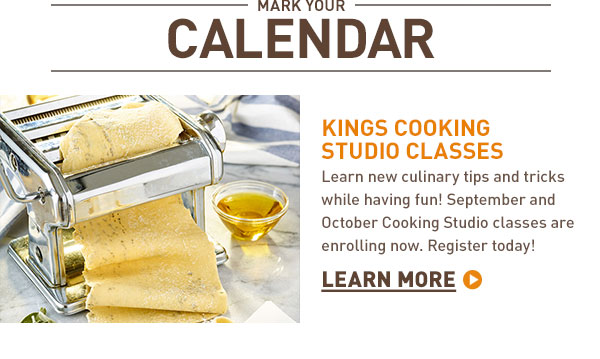 MARK YOUR
CALENDAR
KINGS COOKING
STUDIO CLASSES
Learn new culinary tips and tricks
while having fun! September and
October Cooking Studio classes are
enrolling now. Register today!
LEARN MORE